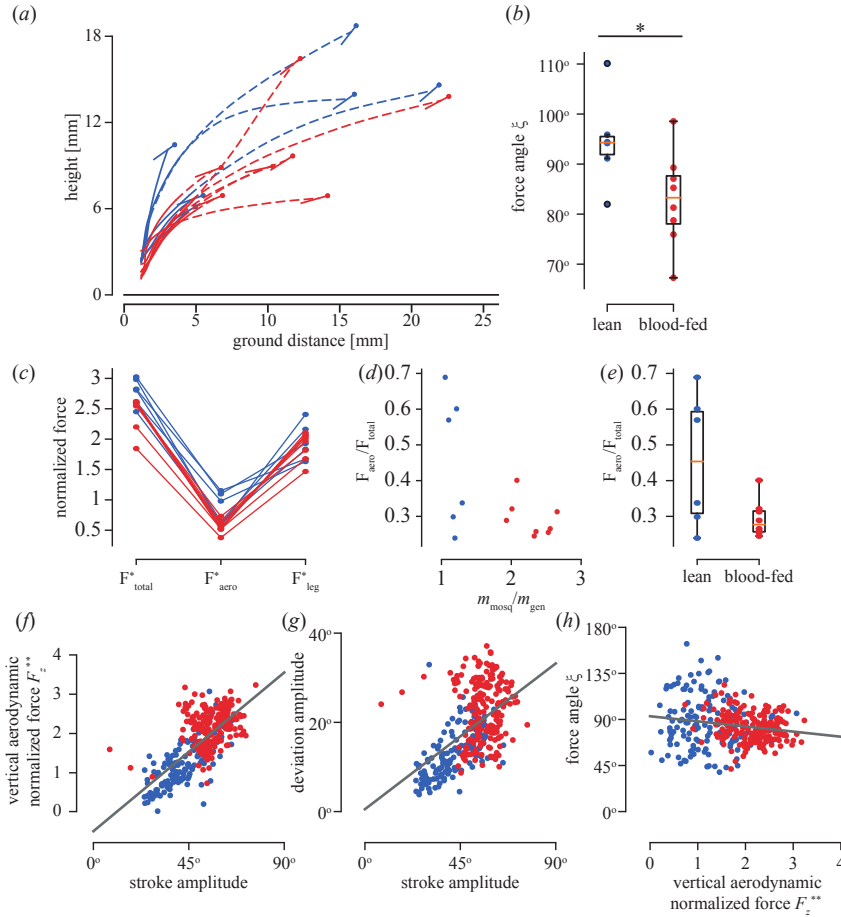 (a)
18
12
6
0
height [mm]
0 5 10 15 20 25
ground distance [mm]
(b)
*
110°
100°
90°
80°
70°
force angle ξ
lean
blood-fed
(c)
3
2.5
2
1.5
1
0.5
normalized force
F*total F*aero F*leg
(d)
0.7
0.6
0.5
0.4
0.3
Faero/Ftotal
1 2 3
mmosq/mgen
(e)
0.7
0.6
0.5
0.4
0.3
Faero/Ftotal
lean blood-fed
(f)
4
3
2
1
0
vertical aerodynamic
normalized force Fz**
0° 45° 90°
stroke amplitude
(g)
40°
20°
0°
deviation amplitude
0° 45° 90°
stroke amplitude
(h)
180°
135°
90°
45°
0°
force angle ξ
0 1 2 3 4
vertical aerodynamic
normalized force Fz**